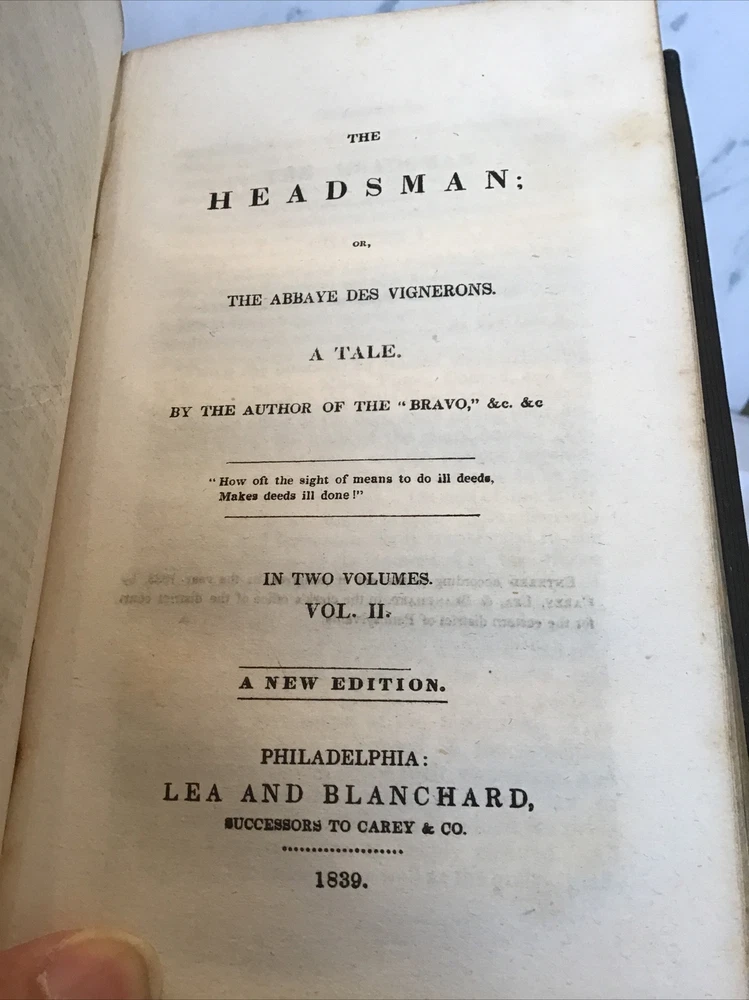 THE
HEADSMAN;
OR,
THE ABBAYE DES VIGNERONS.
A TALE.
BY THE AUTHOR OF THE "BRAVO," &c. &c
"How oft the sight of means to do ill deeds,
Makes deeds ill done!"
IN TWO VOLUMES.
VOL. II.
A NEW EDITION.
PHILADELPHIA:
LEA AND BLANCHARD,
SUCCESSORS TO CAREY & CO.
1839.